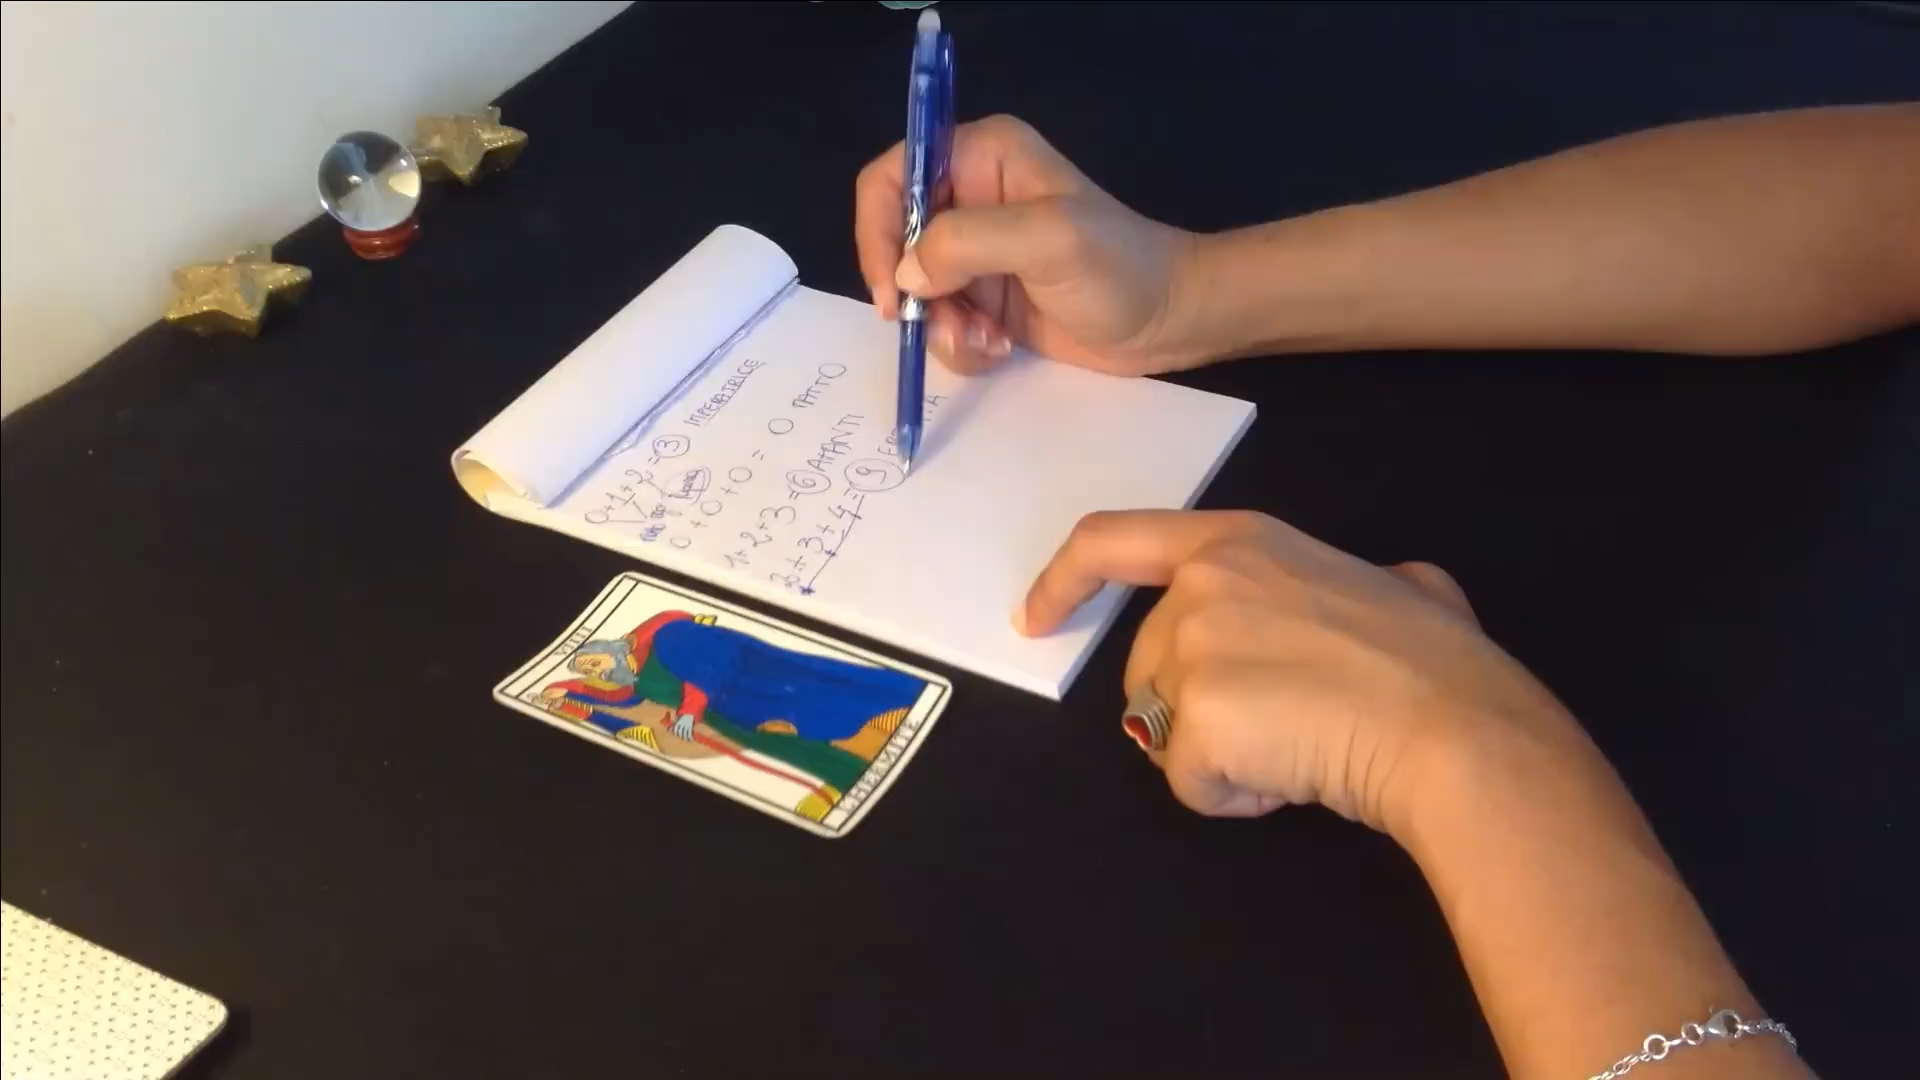 0+1+2=3 IMPERATRICE
0+0+0= 0 MATTO
1+2+3=6 AMANTI
3+4=9
VIIII
L'HERMITE